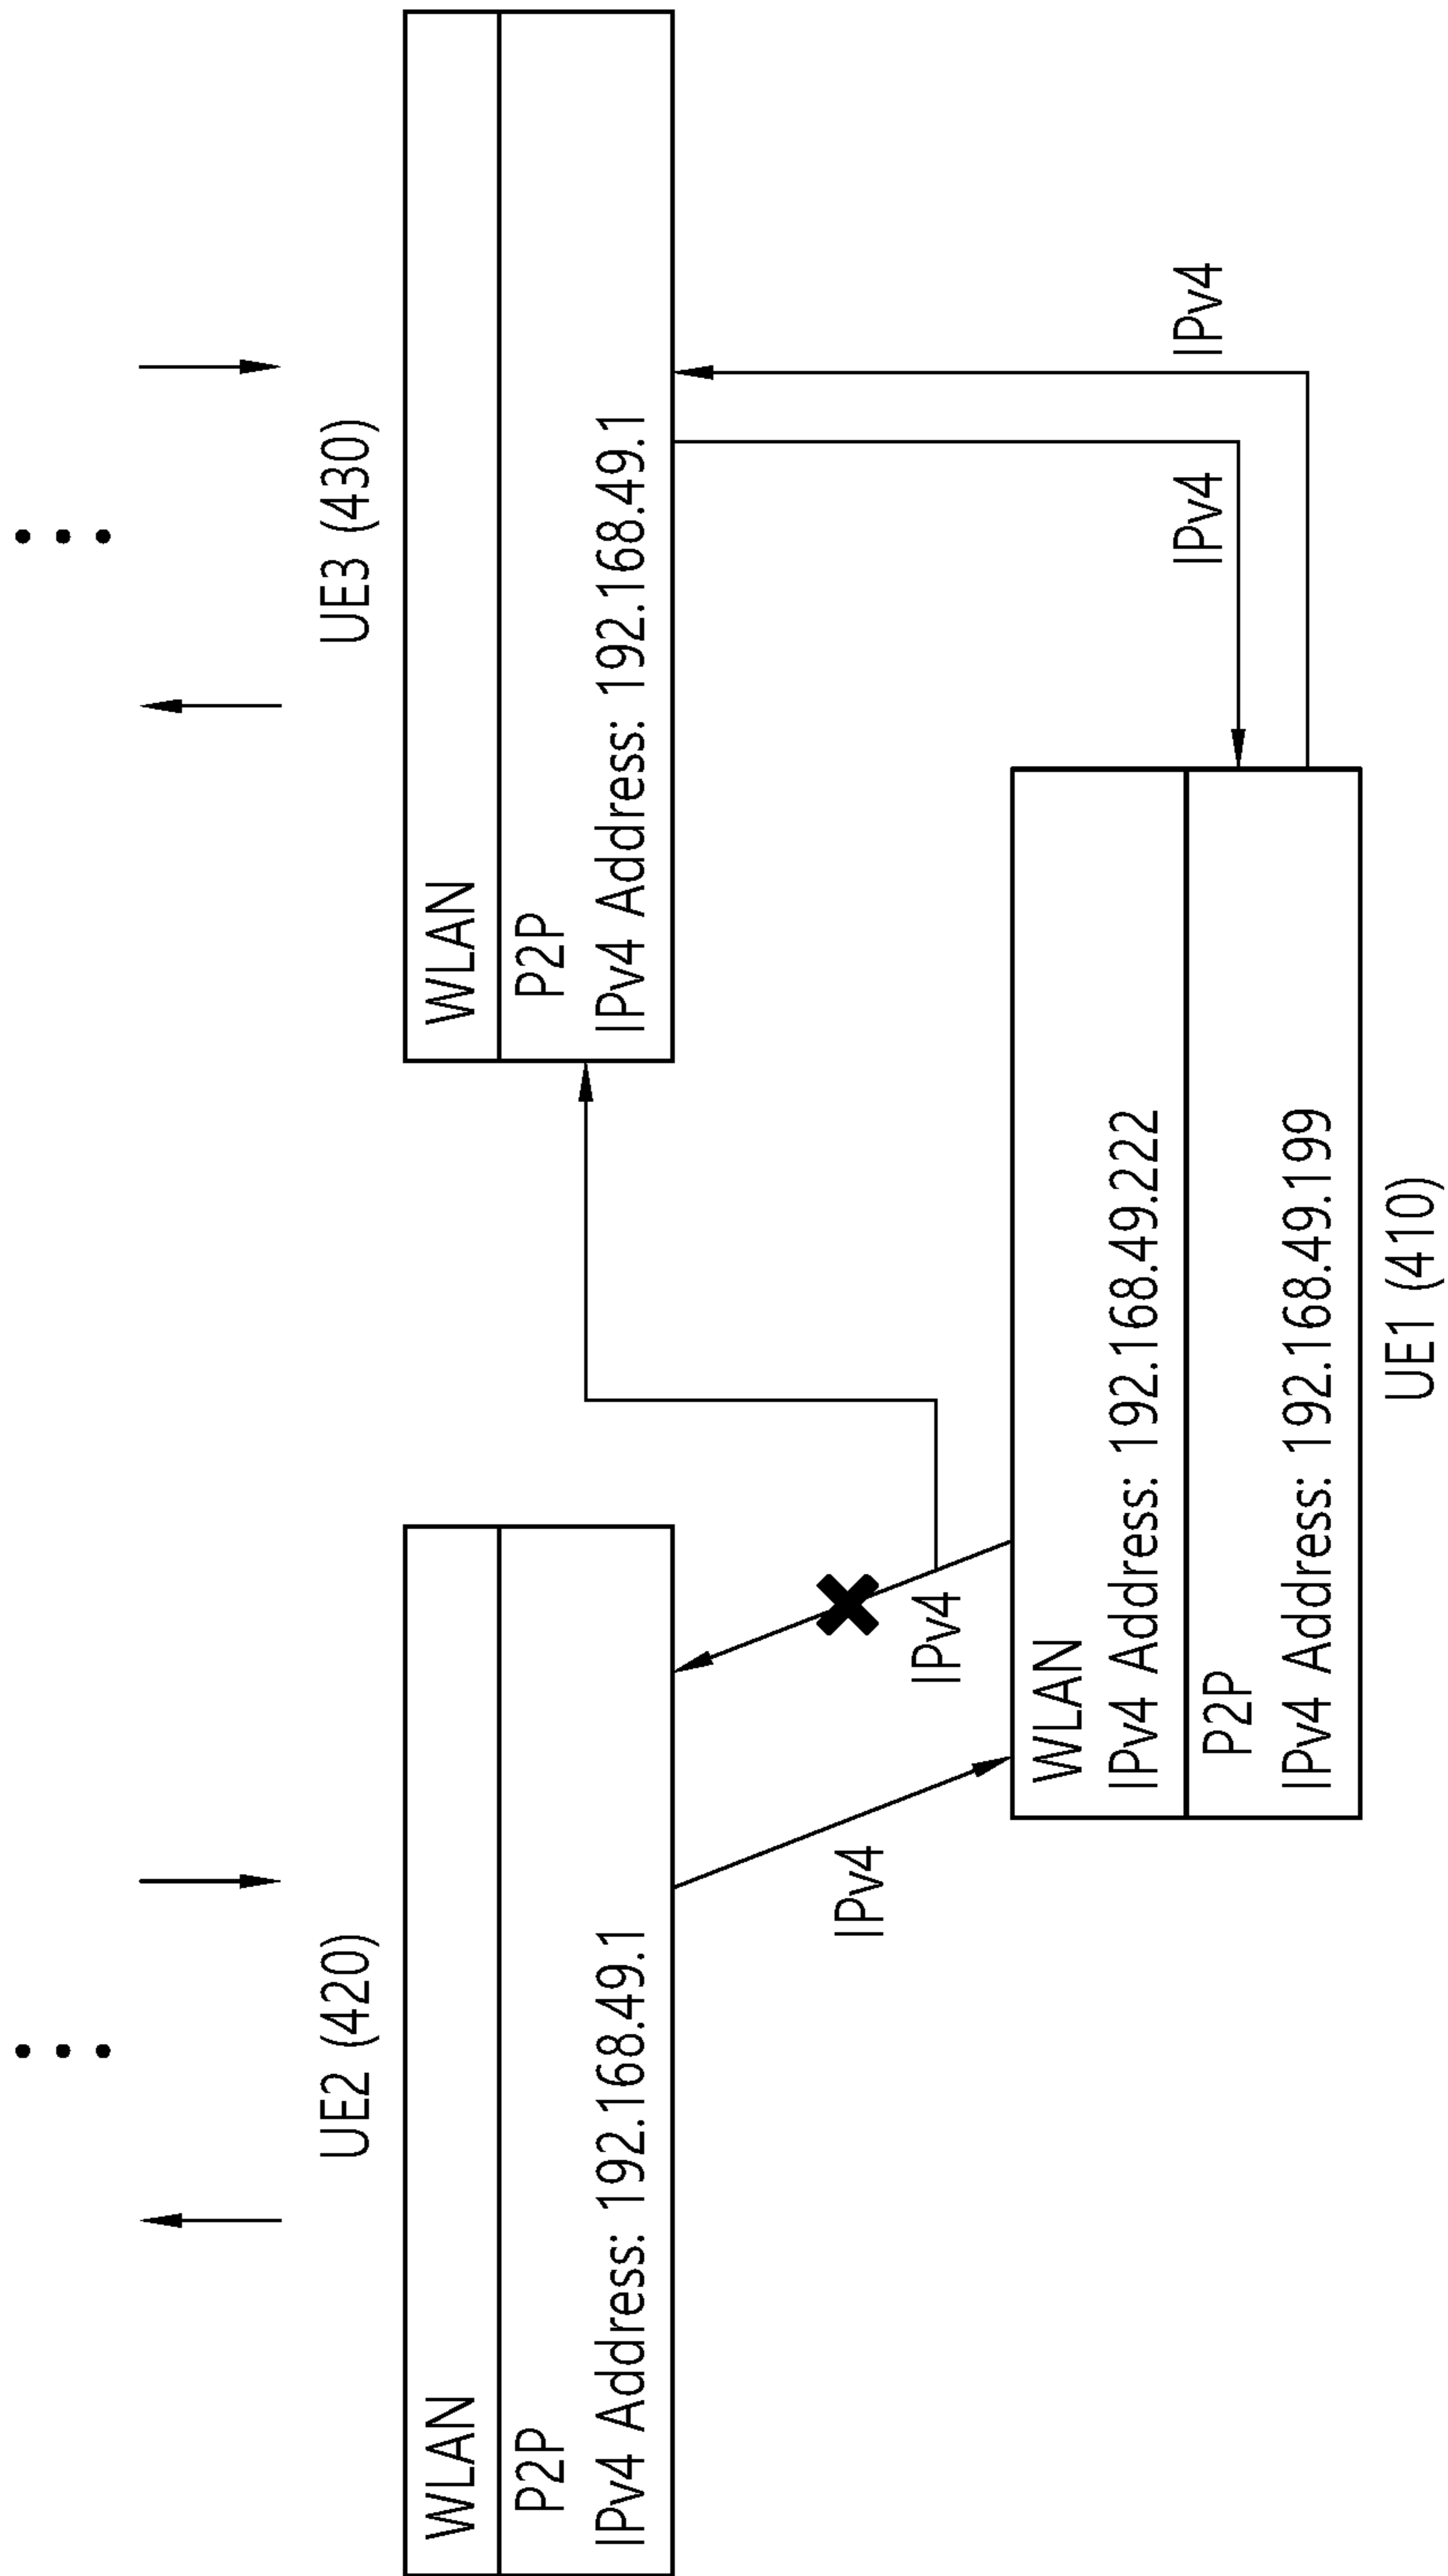 UE2 (420)
WLAN
P2P
IPv4 Address: 192.168.49.1
UE3 (430)
WLAN
P2P
IPv4 Address: 192.168.49.1
IPv4
IPv4
IPv4
IPv4
WLAN
IPv4 Address: 192.168.49.222
P2P
IPv4 Address: 192.168.49.199
UE1 (410)